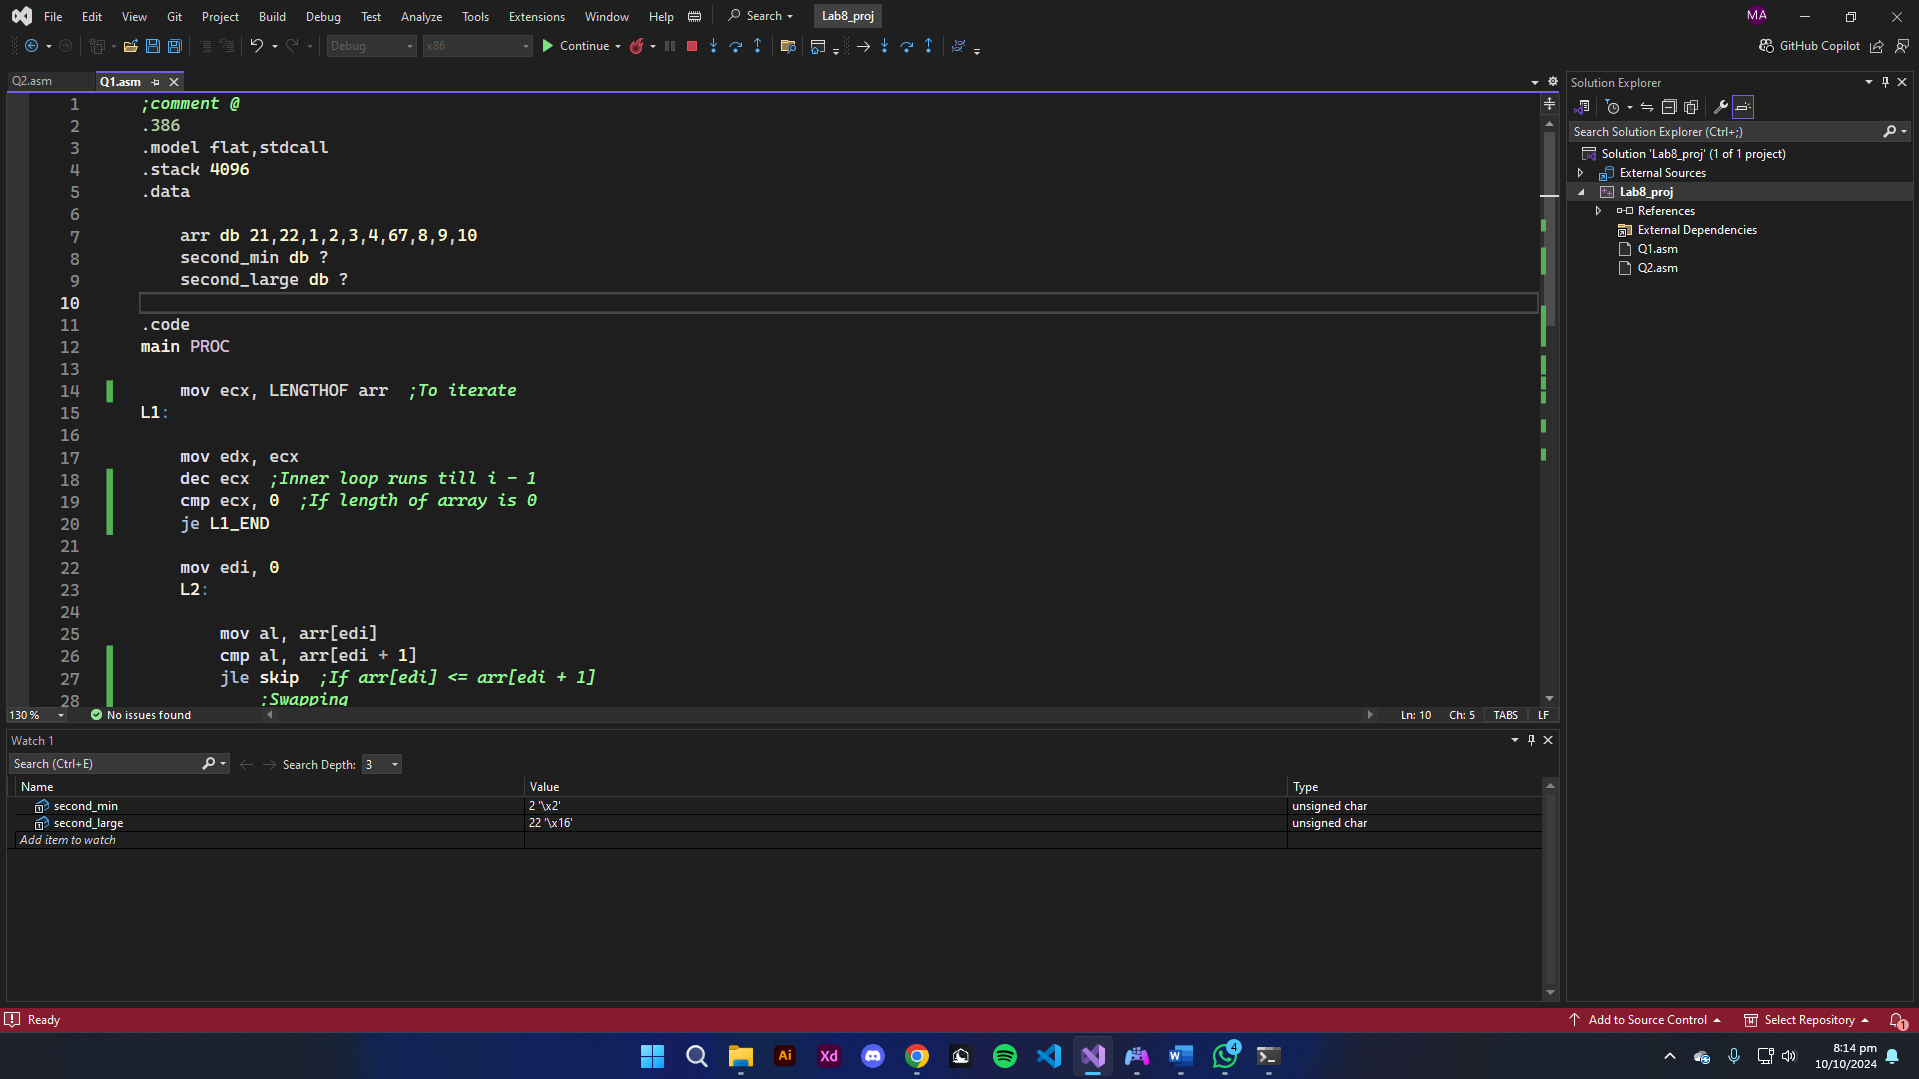 File Edit View Git Project Build Debug Test Analyze Tools Extensions Window Help Search Lab8_proj MA
Debug x86 Continue GitHub Copilot
Q2.asm Q1.asm
1 ;comment @
2 .386
3 .model flat,stdcall
4 .stack 4096
5 .data
6
7 arr db 21,22,1,2,3,4,67,8,9,10
8 second_min db ?
9 second_large db ?
10
11 .code
12 main PROC
13
14 mov ecx, LENGTHOF arr ;To iterate
15 L1:
16
17 mov edx, ecx
18 dec ecx ;Inner loop runs till i - 1
19 cmp ecx, 0 ;If length of array is 0
20 je L1_END
21
22 mov edi, 0
23 L2:
24
25 mov al, arr[edi]
26 cmp al, arr[edi + 1]
27 jle skip ;If arr[edi] <= arr[edi + 1]
28 ;Swapping
130 % No issues found Ln: 10 Ch: 5 TABS LF
Solution Explorer
Search Solution Explorer (Ctrl+;)
Solution 'Lab8_proj' (1 of 1 project)
External Sources
Lab8_proj
References
External Dependencies
Q1.asm
Q2.asm
Watch 1
Search (Ctrl+E) Search Depth: 3
Name Value Type
second_min 2 '\x2' unsigned char
second_large 22 '\x16' unsigned char
Add item to watch
Ready Add to Source Control Select Repository 1
Ai Xd 4
8:14 pm
10/10/2024